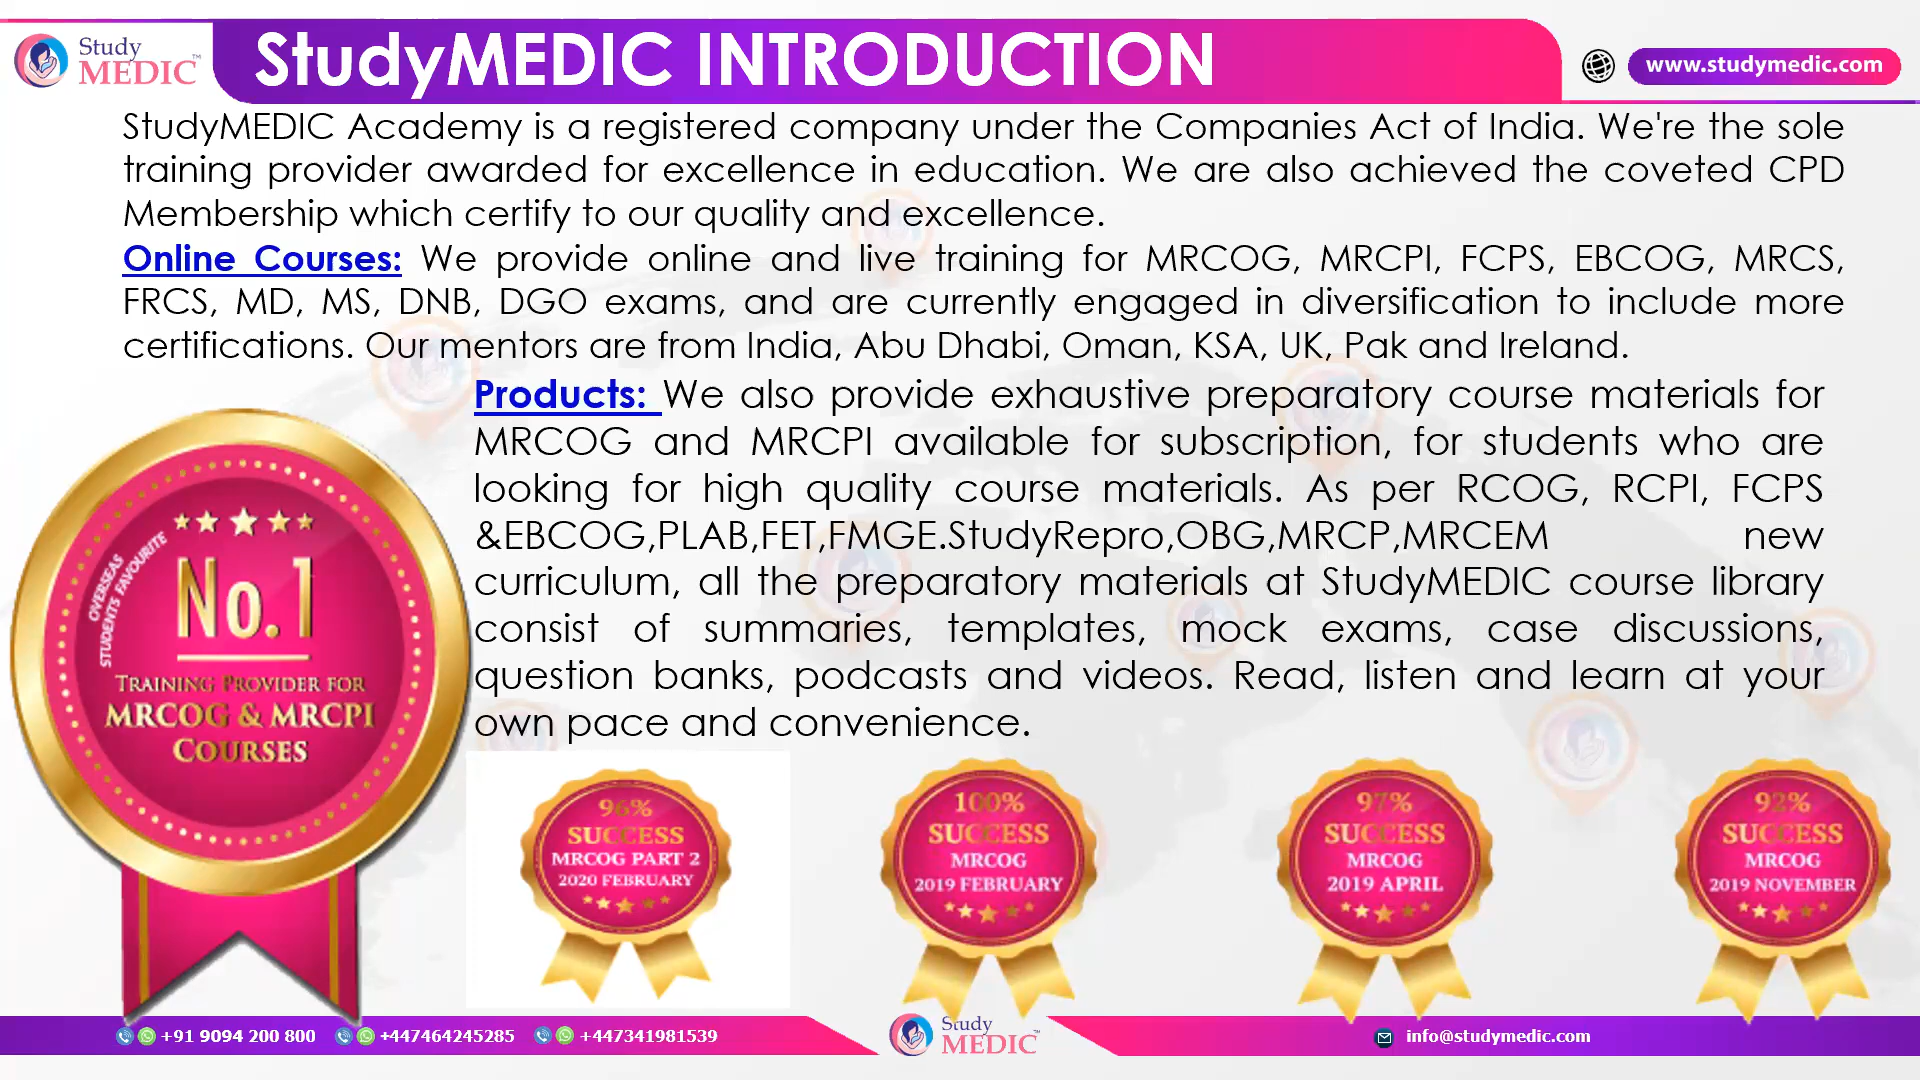 Study
MEDIC™
StudyMEDIC INTRODUCTION
www.studymedic.com
StudyMEDIC Academy is a registered company under the Companies Act of India. We're the sole
training provider awarded for excellence in education. We are also achieved the coveted CPD
Membership which certify to our quality and excellence.
Online Courses: We provide online and live training for MRCOG, MRCPI, FCPS, EBCOG, MRCS,
FRCS, MD, MS, DNB, DGO exams, and are currently engaged in diversification to include more
certifications. Our mentors are from India, Abu Dhabi, Oman, KSA, UK, Pak and Ireland.
Products: We also provide exhaustive preparatory course materials for
MRCOG and MRCPI available for subscription, for students who are
looking for high quality course materials. As per RCOG, RCPI, FCPS
&EBCOG,PLAB,FET,FMGE.StudyRepro,OBG,MRCP,MRCEM new
curriculum, all the preparatory materials at StudyMEDIC course library
consist of summaries, templates, mock exams, case discussions,
question banks, podcasts and videos. Read, listen and learn at your
own pace and convenience.
OVERSEAS
STUDENTS FAVOURITE
No.1
TRAINING PROVIDER FOR
MRCOG & MRCPI
COURSES
96%
SUCCESS
MRCOG PART 2
2020 FEBRUARY
100%
SUCCESS
MRCOG
2019 FEBRUARY
97%
SUCCESS
MRCOG
2019 APRIL
92%
SUCCESS
MRCOG
2019 NOVEMBER
+91 9094 200 800
+447464245285
+447341981539
Study
MEDIC™
info@studymedic.com